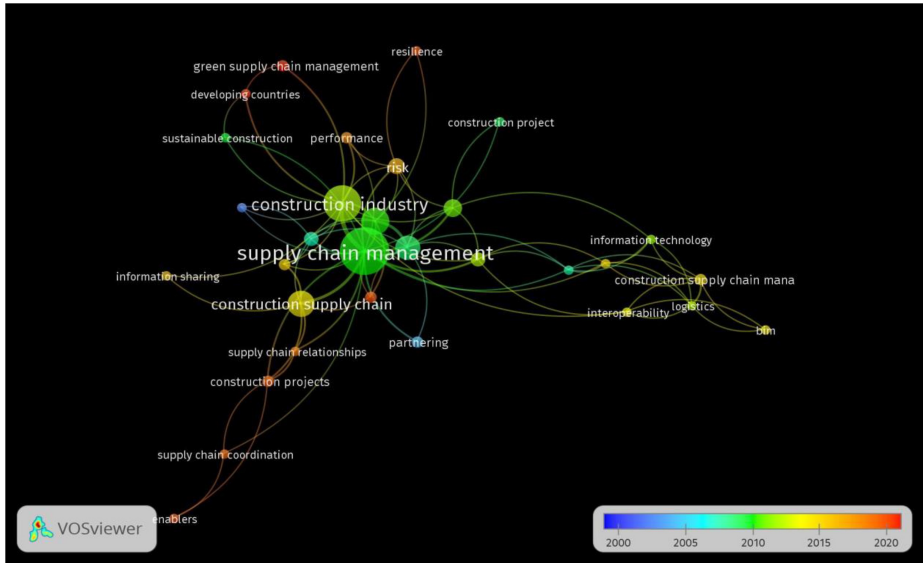 resilience
green supply chain management
developing countries
construction project
sustainable construction
performance
risk
construction industry
information technology
supply chain management
information sharing
construction supply chain mana
construction supply chain
logistics
interoperability
bim
partnering
supply chain relationships
construction projects
supply chain coordination
enablers
VOSviewer
2000 2005 2010 2015 2020